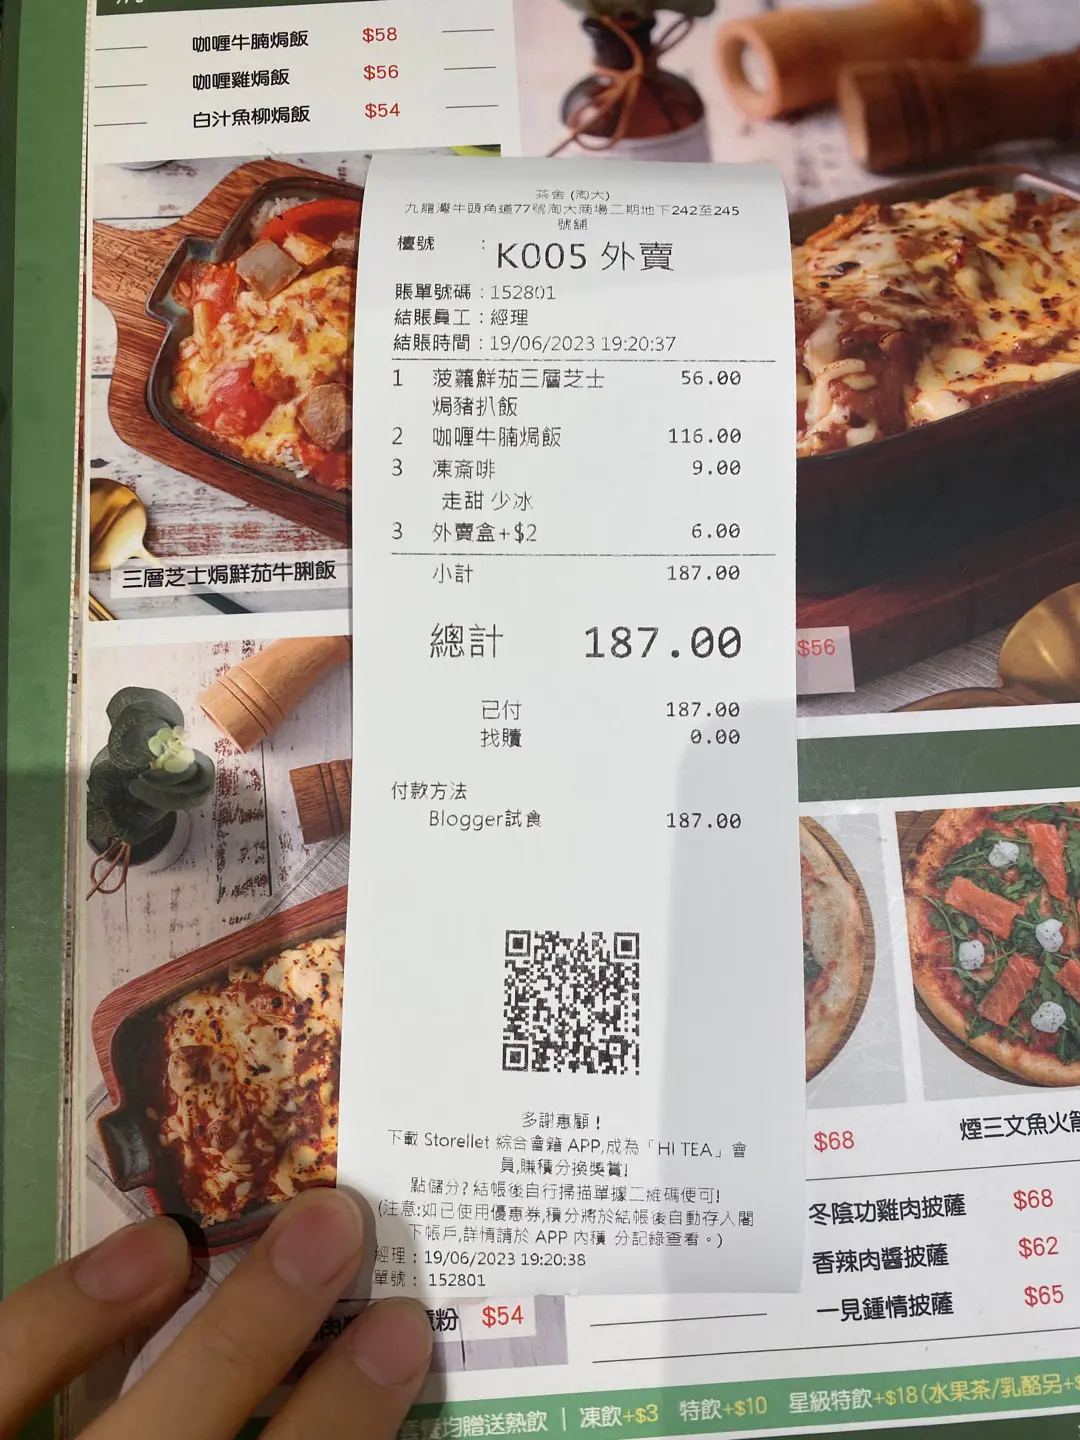 咖喱牛腩焗飯 $58
咖喱雞焗飯 $56
白汁魚柳焗飯 $54
茶舍 (淘大)
九龍灣牛頭角道77號淘大商場二期地下242至245
號舖
檯號 : K005 外賣
賬單號碼 : 152801
結賬員工 : 經理
結賬時間 : 19/06/2023 19:20:37
1 菠蘿鮮茄三層芝士 56.00
焗豬扒飯
2 咖喱牛腩焗飯 116.00
3 凍斎啡 9.00
走甜 少冰
3 外賣盒+$2 6.00
小計 187.00
總計 187.00
已付 187.00
找贖 0.00
付款方法
Blogger試食 187.00
多謝惠顧！
下載 Storellet 綜合會籍 APP,成為「HI TEA」會
員,賺積分換獎賞!
點儲分? 結帳後自行掃描單據二維碼便可!
(注意:如已使用優惠券,積分將於結帳後自動存入閣
下帳戶,詳情請於 APP 內積 分記錄查看。)
經理 : 19/06/2023 19:20:38
單號 : 152801
三層芝士焗鮮茄牛脷飯
$56
$68
煙三文魚火箭
冬陰功雞肉披薩 $68
香辣肉醬披薩 $62
一見鍾情披薩 $65
粉 $54
均贈送熱飲 | 凍飲+$3 特飲+$10 星級特飲+$18(水果茶/乳酪另+$